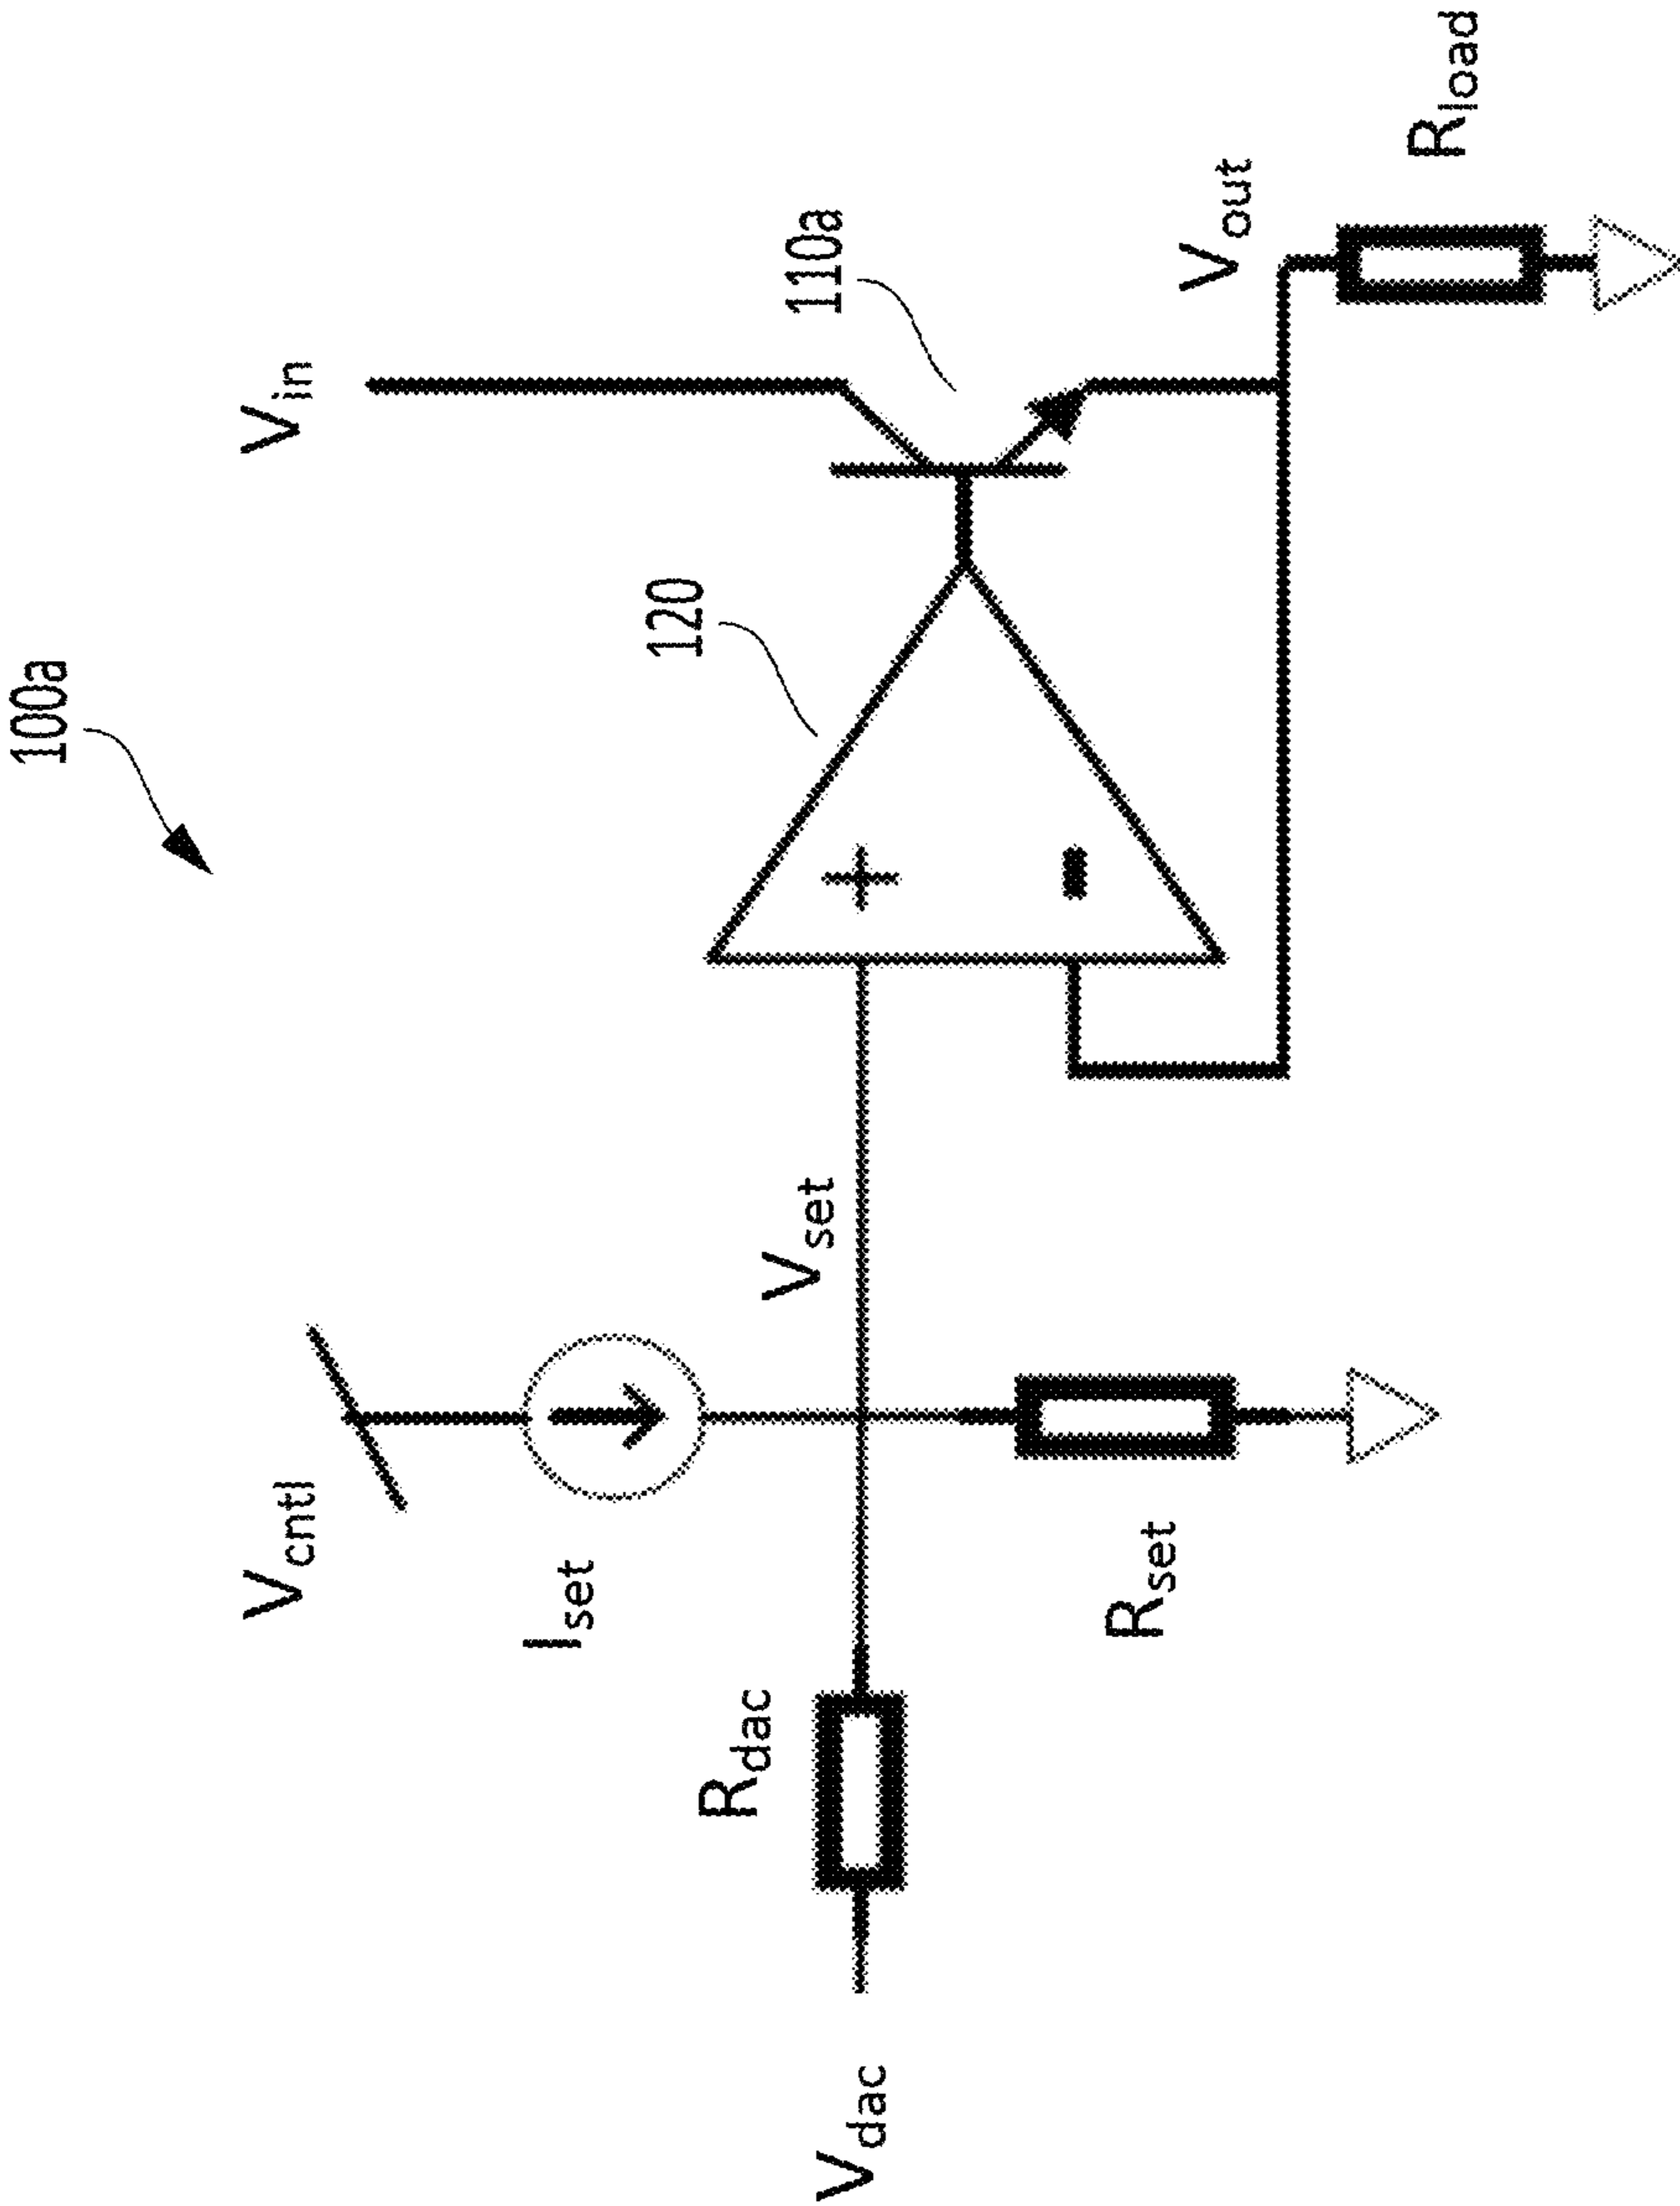 100a
V_cntl
V_in
I_set
120
110a
R_dac
V_set
V_out
V_dac
+
-
R_set
R_load